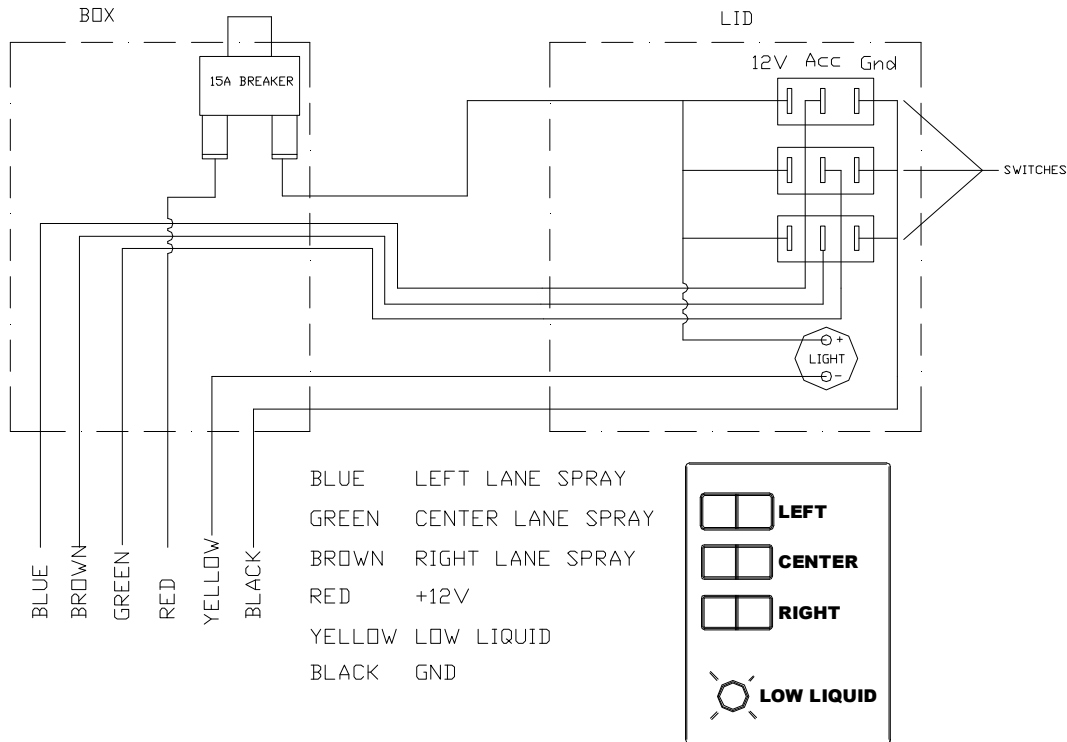 BOX
LID
15A BREAKER
12V Acc Gnd
SWITCHES
+
LIGHT
-
BLUE
BROWN
GREEN
RED
YELLOW
BLACK
BLUE LEFT LANE SPRAY
GREEN CENTER LANE SPRAY
BROWN RIGHT LANE SPRAY
RED +12V
YELLOW LOW LIQUID
BLACK GND
LEFT
CENTER
RIGHT
LOW LIQUID